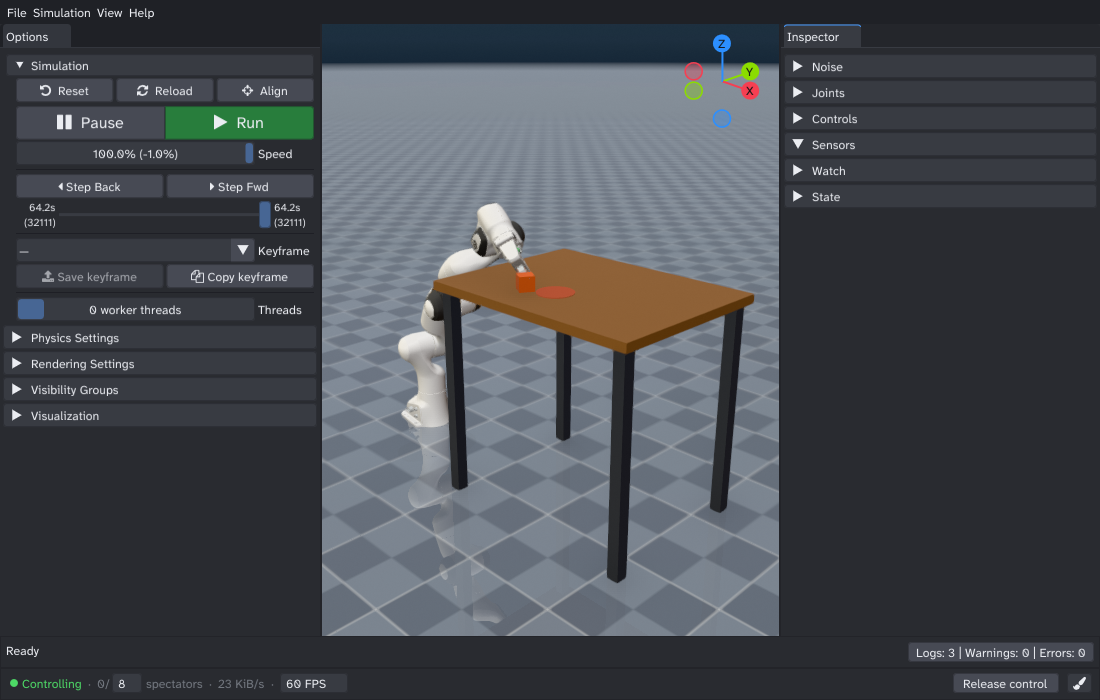 File Simulation View Help
Options
Simulation
Reset Reload Align
Pause Run
100.0% (-1.0%) Speed
Step Back Step Fwd
64.2s 64.2s
(32111) (32111)
— Keyframe
Save keyframe Copy keyframe
0 worker threads Threads
Physics Settings
Rendering Settings
Visibility Groups
Visualization
Z
Y
X
Inspector
Noise
Joints
Controls
Sensors
Watch
State
Ready
Logs: 3 | Warnings: 0 | Errors: 0
Controlling · 0/ 8 spectators · 23 KiB/s · 60 FPS
Release control